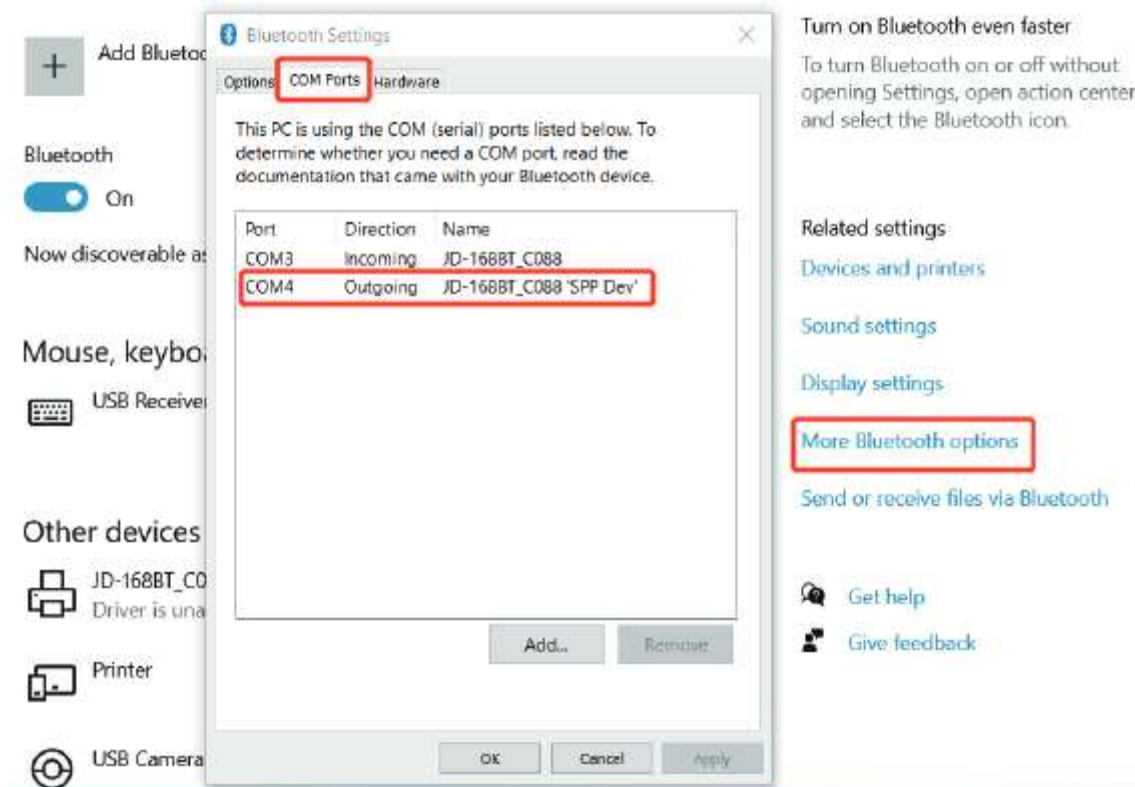 Add Bluetoo
Bluetooth
On
Now discoverable as
Mouse, keyboa
USB Receiver
Other devices
JD-168BT_C0
Driver is una
Printer
USB Camera
Bluetooth Settings
Options COM Ports Hardware
This PC is using the COM (serial) ports listed below. To
determine whether you need a COM port, read the
documentation that came with your Bluetooth device.
Port Direction Name
COM3 Incoming JD-168BT_C088
COM4 Outgoing JD-168BT_C088 'SPP Dev'
Add... Remove
OK Cancel Apply
Turn on Bluetooth even faster
To turn Bluetooth on or off without
opening Settings, open action center
and select the Bluetooth icon.
Related settings
Devices and printers
Sound settings
Display settings
More Bluetooth options
Send or receive files via Bluetooth
Get help
Give feedback